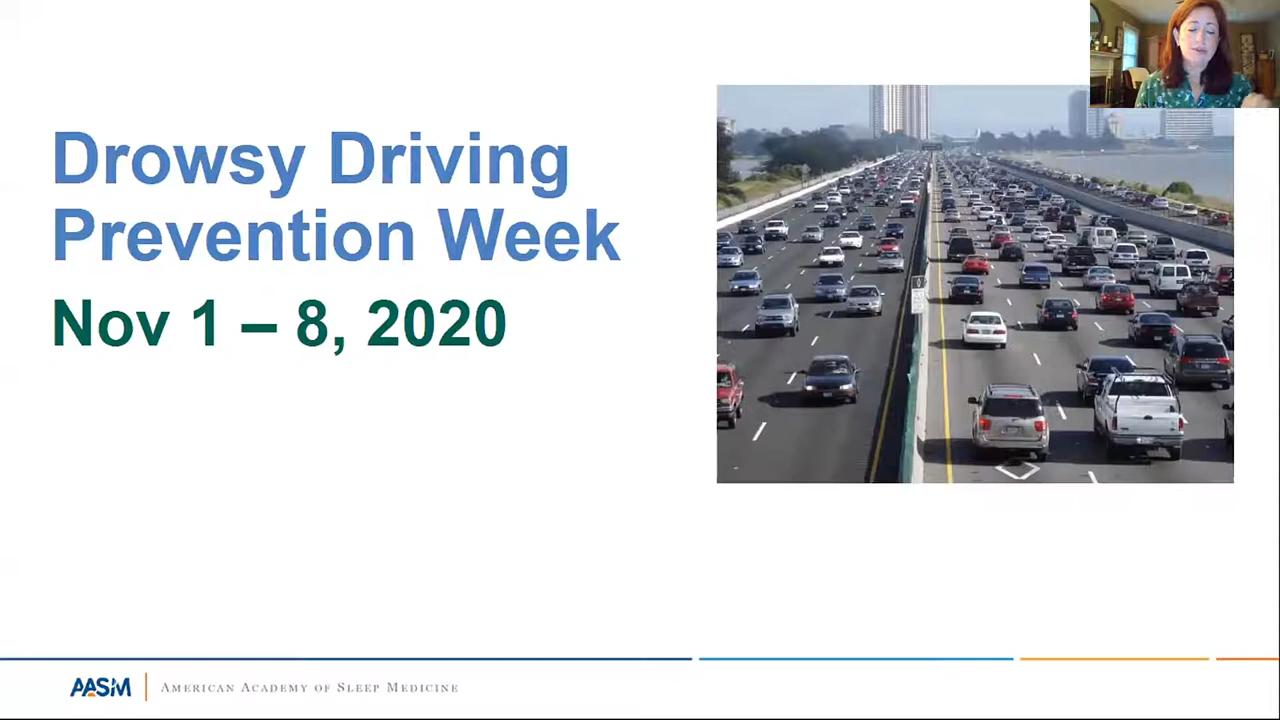 Drowsy Driving
Prevention Week
Nov 1 – 8, 2020
AASM
AMERICAN ACADEMY OF SLEEP MEDICINE